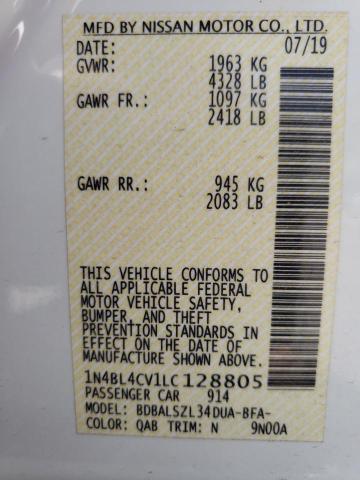 MFD BY NISSAN MOTOR CO., LTD.
DATE: 07/19
GVWR: 1963 KG
4328 LB
GAWR FR.: 1097 KG
2418 LB
GAWR RR.: 945 KG
2083 LB
THIS VEHICLE CONFORMS TO
ALL APPLICABLE FEDERAL
MOTOR VEHICLE SAFETY,
BUMPER, AND THEFT
PREVENTION STANDARDS IN
EFFECT ON THE DATE OF
MANUFACTURE SHOWN ABOVE.
1N4BL4CV1LC128805
PASSENGER CAR 914
MODEL: BDBALSZL34DUA-BFA-
COLOR: QAB TRIM: N 9N00A